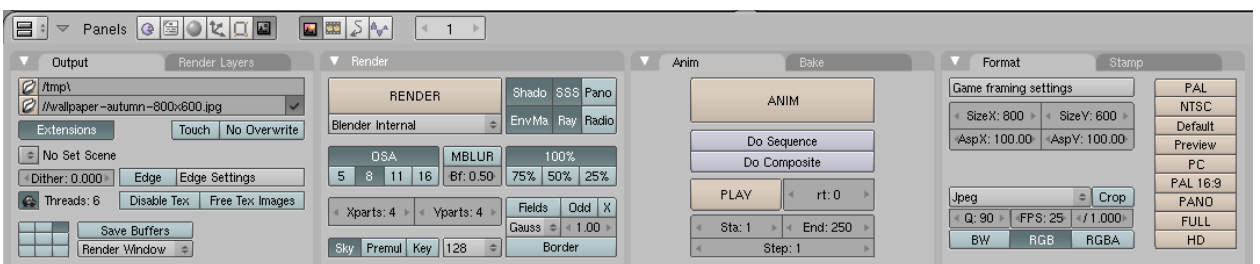 Panels 1
Output Render Layers
/tmp\
//wallpaper-autumn-800x600.jpg
Extensions Touch No Overwrite
No Set Scene
Dither: 0.000 Edge Edge Settings
Threads: 6 Disable Tex Free Tex Images
Save Buffers
Render Window
Render
RENDER Shado SSS Pano
Blender Internal EnvMa Ray Radio
OSA MBLUR 100%
5 8 11 16 Bf: 0.50 75% 50% 25%
Xparts: 4 Yparts: 4 Fields Odd X
Gauss 1.00
Sky Premul Key 128 Border
Anim Bake
ANIM
Do Sequence
Do Composite
PLAY rt: 0
Sta: 1 End: 250
Step: 1
Format Stamp
Game framing settings PAL
NTSC
SizeX: 800 SizeY: 600 Default
AspX: 100.00 AspY: 100.00 Preview
PC
PAL 16:9
Jpeg Crop PANO
Q: 90 FPS: 25 / 1.000 FULL
BW RGB RGBA HD